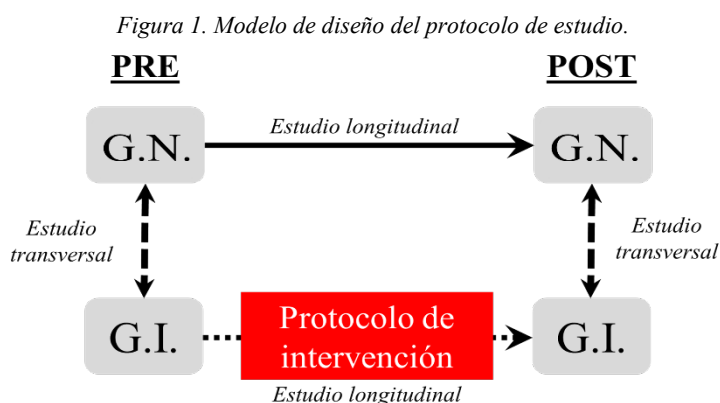 Figura 1. Modelo de diseño del protocolo de estudio.
PRE
POST
G.N.
Estudio longitudinal
G.N.
Estudio
transversal
Estudio
transversal
G.I.
Protocolo de
intervención
G.I.
Estudio longitudinal